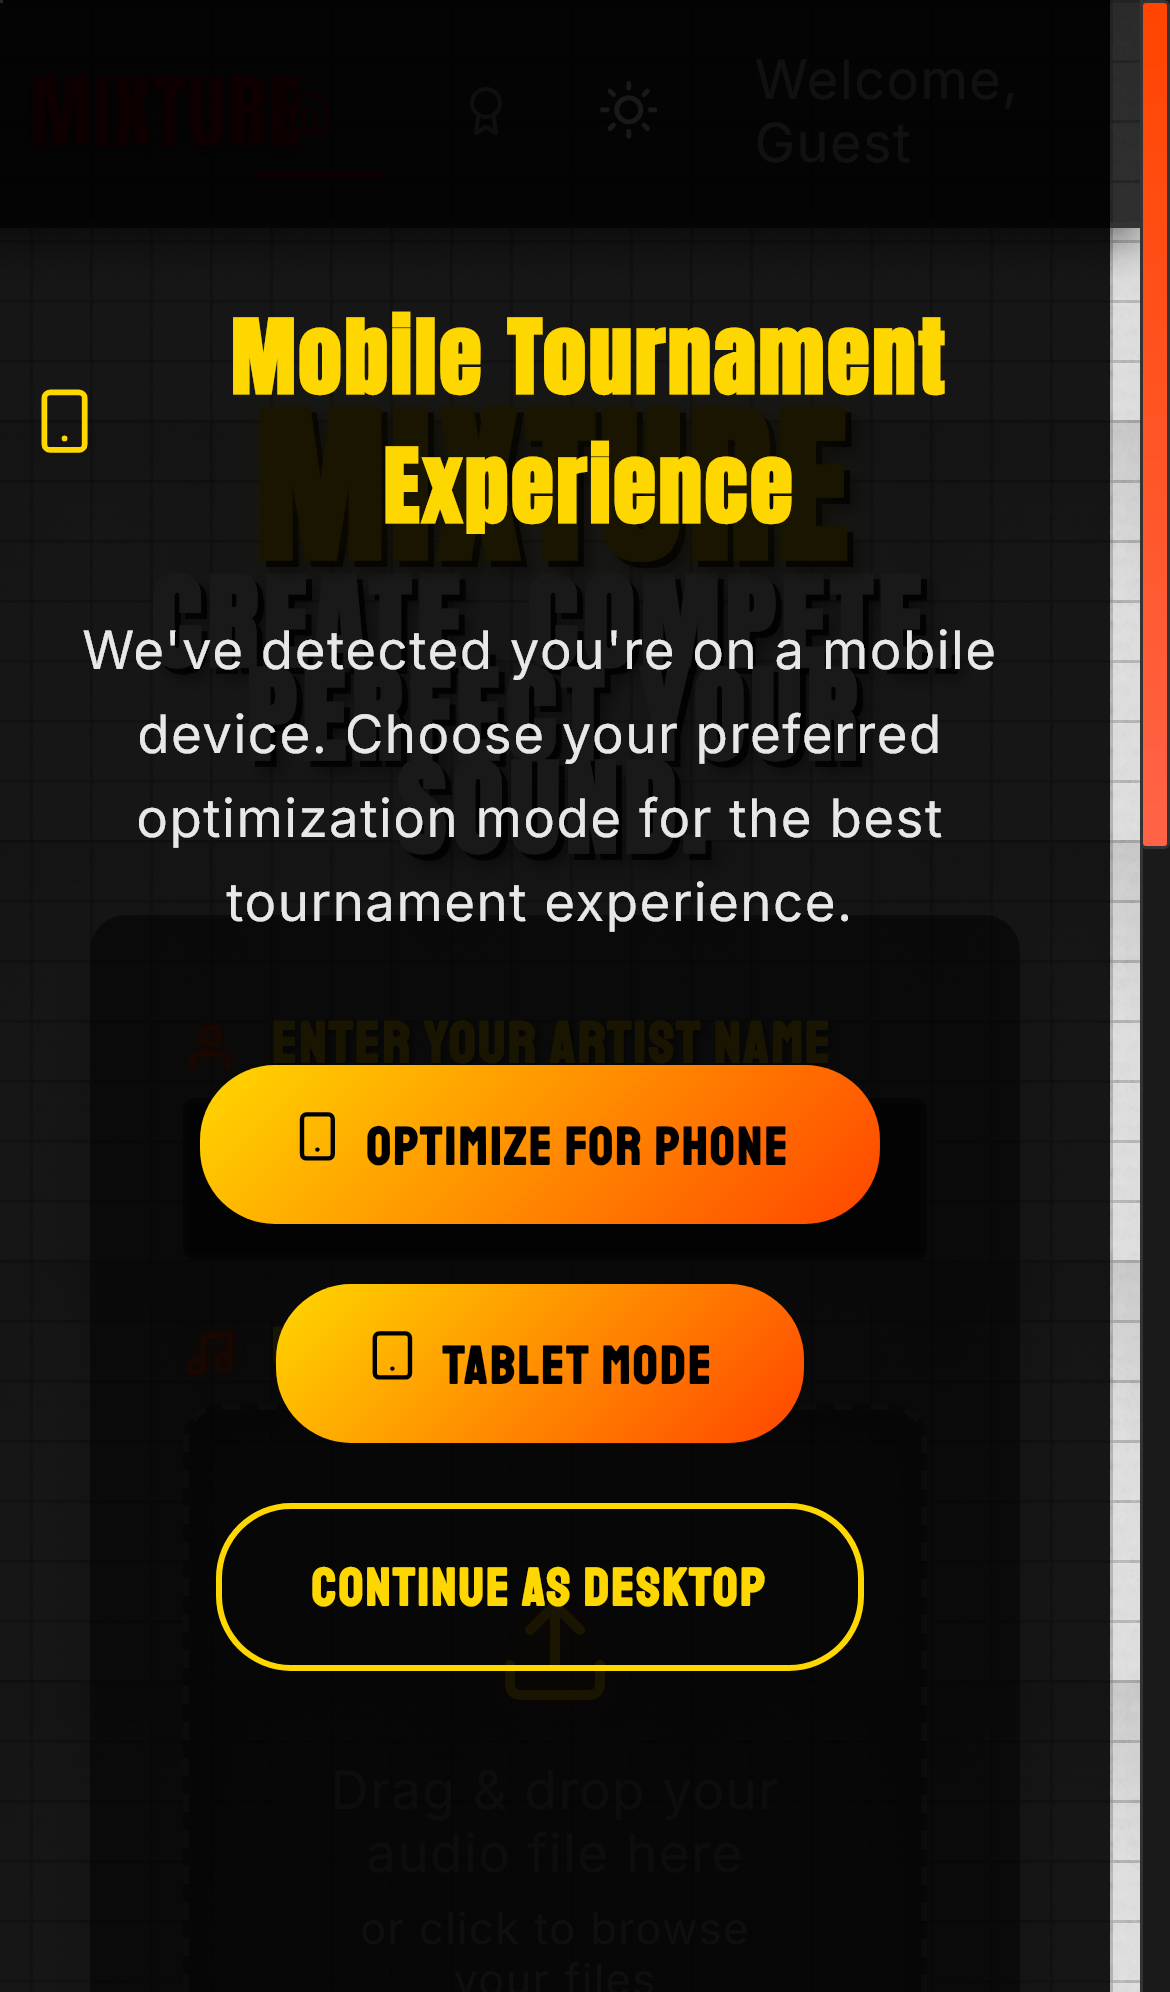 MIXTURE
Welcome,
Guest
Mobile Tournament
MIXTURE
Experience
CREATE. COMPETE.
We've detected you're on a mobile
PERFECT YOUR
device. Choose your preferred
SOUND.
optimization mode for the best
tournament experience.
ENTER YOUR ARTIST NAME
OPTIMIZE FOR PHONE
TABLET MODE
CONTINUE AS DESKTOP
Drag & drop your
audio file here
or click to browse
your files